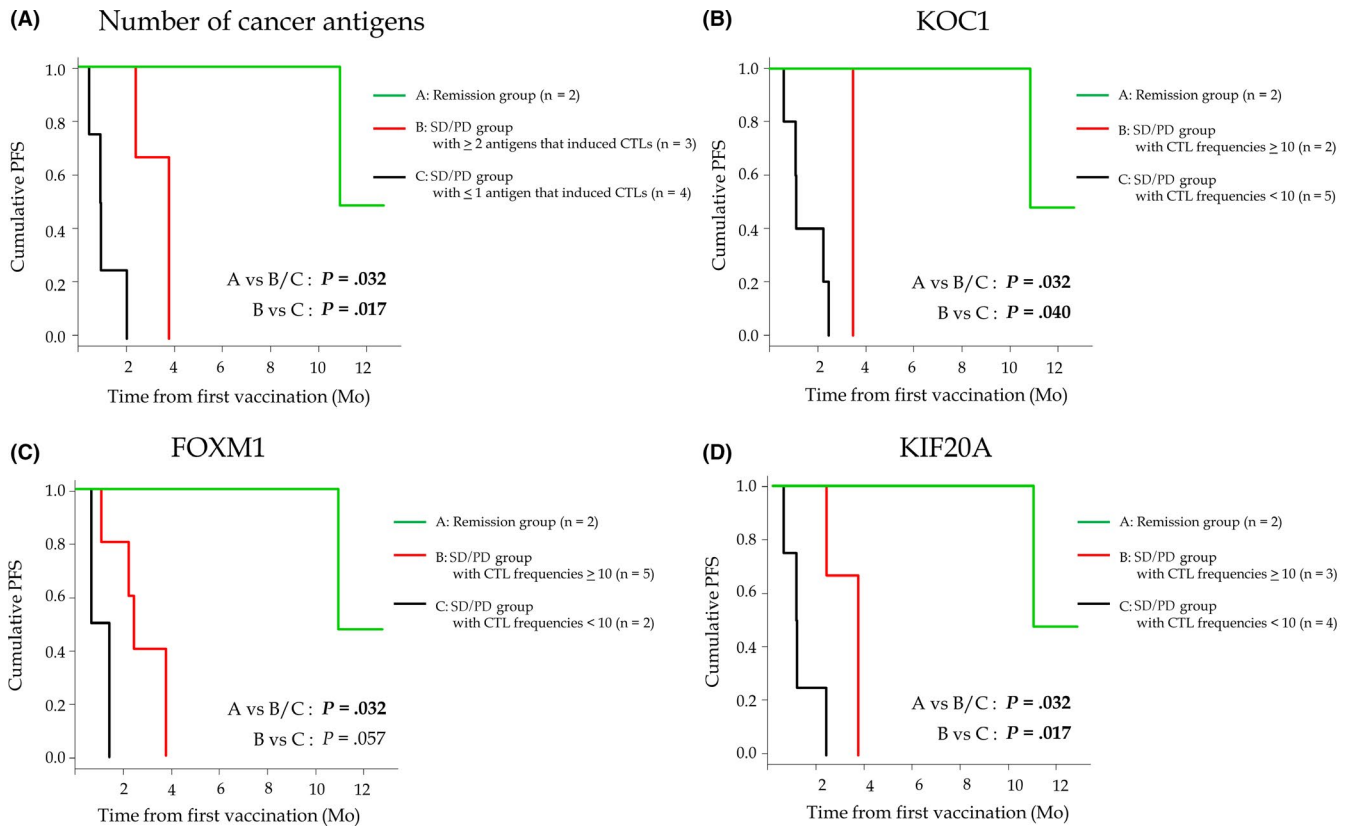 (A) Number of cancer antigens
1.0
0.8
0.6
0.4
0.2
0.0
Cumulative PFS
A: Remission group (n = 2)
B: SD/PD group
with ≥ 2 antigens that induced CTLs (n = 3)
C: SD/PD group
with ≤ 1 antigen that induced CTLs (n = 4)
A vs B/C : P = .032
B vs C : P = .017
2 4 6 8 10 12
Time from first vaccination (Mo)
(B) KOC1
1.0
0.8
0.6
0.4
0.2
0.0
Cumulative PFS
A: Remission group (n = 2)
B: SD/PD group
with CTL frequencies ≥ 10 (n = 2)
C: SD/PD group
with CTL frequencies < 10 (n = 5)
A vs B/C : P = .032
B vs C : P = .040
2 4 6 8 10 12
Time from first vaccination (Mo)
(C) FOXM1
1.0
0.8
0.6
0.4
0.2
0.0
Cumulative PFS
A: Remission group (n = 2)
B: SD/PD group
with CTL frequencies ≥ 10 (n = 5)
C: SD/PD group
with CTL frequencies < 10 (n = 2)
A vs B/C : P = .032
B vs C : P = .057
2 4 6 8 10 12
Time from first vaccination (Mo)
(D) KIF20A
1.0
0.8
0.6
0.4
0.2
0.0
Cumulative PFS
A: Remission group (n = 2)
B: SD/PD group
with CTL frequencies ≥ 10 (n = 3)
C: SD/PD group
with CTL frequencies < 10 (n = 4)
A vs B/C : P = .032
B vs C : P = .017
2 4 6 8 10 12
Time from first vaccination (Mo)